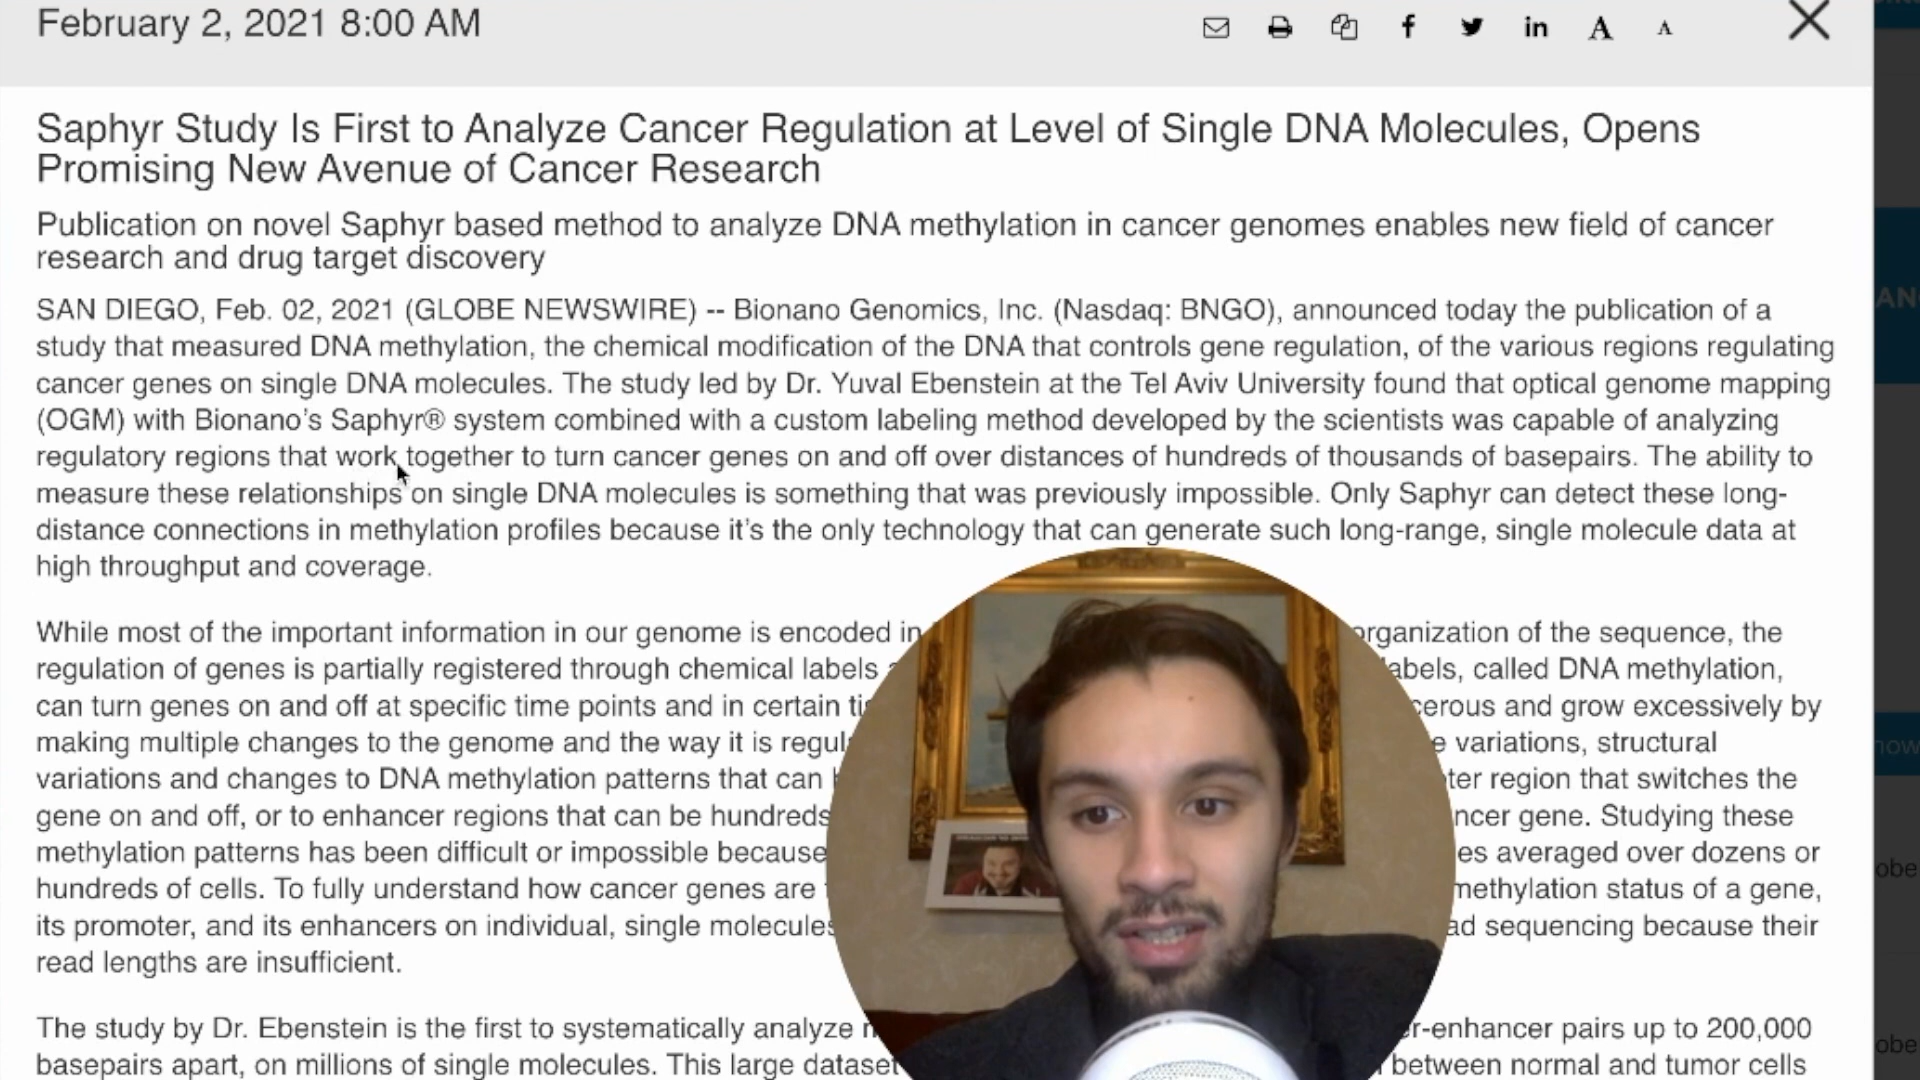 February 2, 2021 8:00 AM
Saphyr Study Is First to Analyze Cancer Regulation at Level of Single DNA Molecules, Opens
Promising New Avenue of Cancer Research
Publication on novel Saphyr based method to analyze DNA methylation in cancer genomes enables new field of cancer
research and drug target discovery
SAN DIEGO, Feb. 02, 2021 (GLOBE NEWSWIRE) -- Bionano Genomics, Inc. (Nasdaq: BNGO), announced today the publication of a
study that measured DNA methylation, the chemical modification of the DNA that controls gene regulation, of the various regions regulating
cancer genes on single DNA molecules. The study led by Dr. Yuval Ebenstein at the Tel Aviv University found that optical genome mapping
(OGM) with Bionano’s Saphyr® system combined with a custom labeling method developed by the scientists was capable of analyzing
regulatory regions that work together to turn cancer genes on and off over distances of hundreds of thousands of basepairs. The ability to
measure these relationships on single DNA molecules is something that was previously impossible. Only Saphyr can detect these long-
distance connections in methylation profiles because it’s the only technology that can generate such long-range, single molecule data at
high throughput and coverage.
While most of the important information in our genome is encoded in organization of the sequence, the
regulation of genes is partially registered through chemical labels labels, called DNA methylation,
can turn genes on and off at specific time points and in certain cerous and grow excessively by
making multiple changes to the genome and the way it is variations, structural
variations and changes to DNA methylation patterns that can region that switches the
gene on and off, or to enhancer regions that can be hundreds gene. Studying these
methylation patterns has been difficult or impossible because averaged over dozens or
hundreds of cells. To fully understand how cancer genes are methylation status of a gene,
its promoter, and its enhancers on individual, single molecules sequencing because their
read lengths are insufficient.
The study by Dr. Ebenstein is the first to systematically analyze r-enhancer pairs up to 200,000
basepairs apart, on millions of single molecules. This large dataset between normal and tumor cells